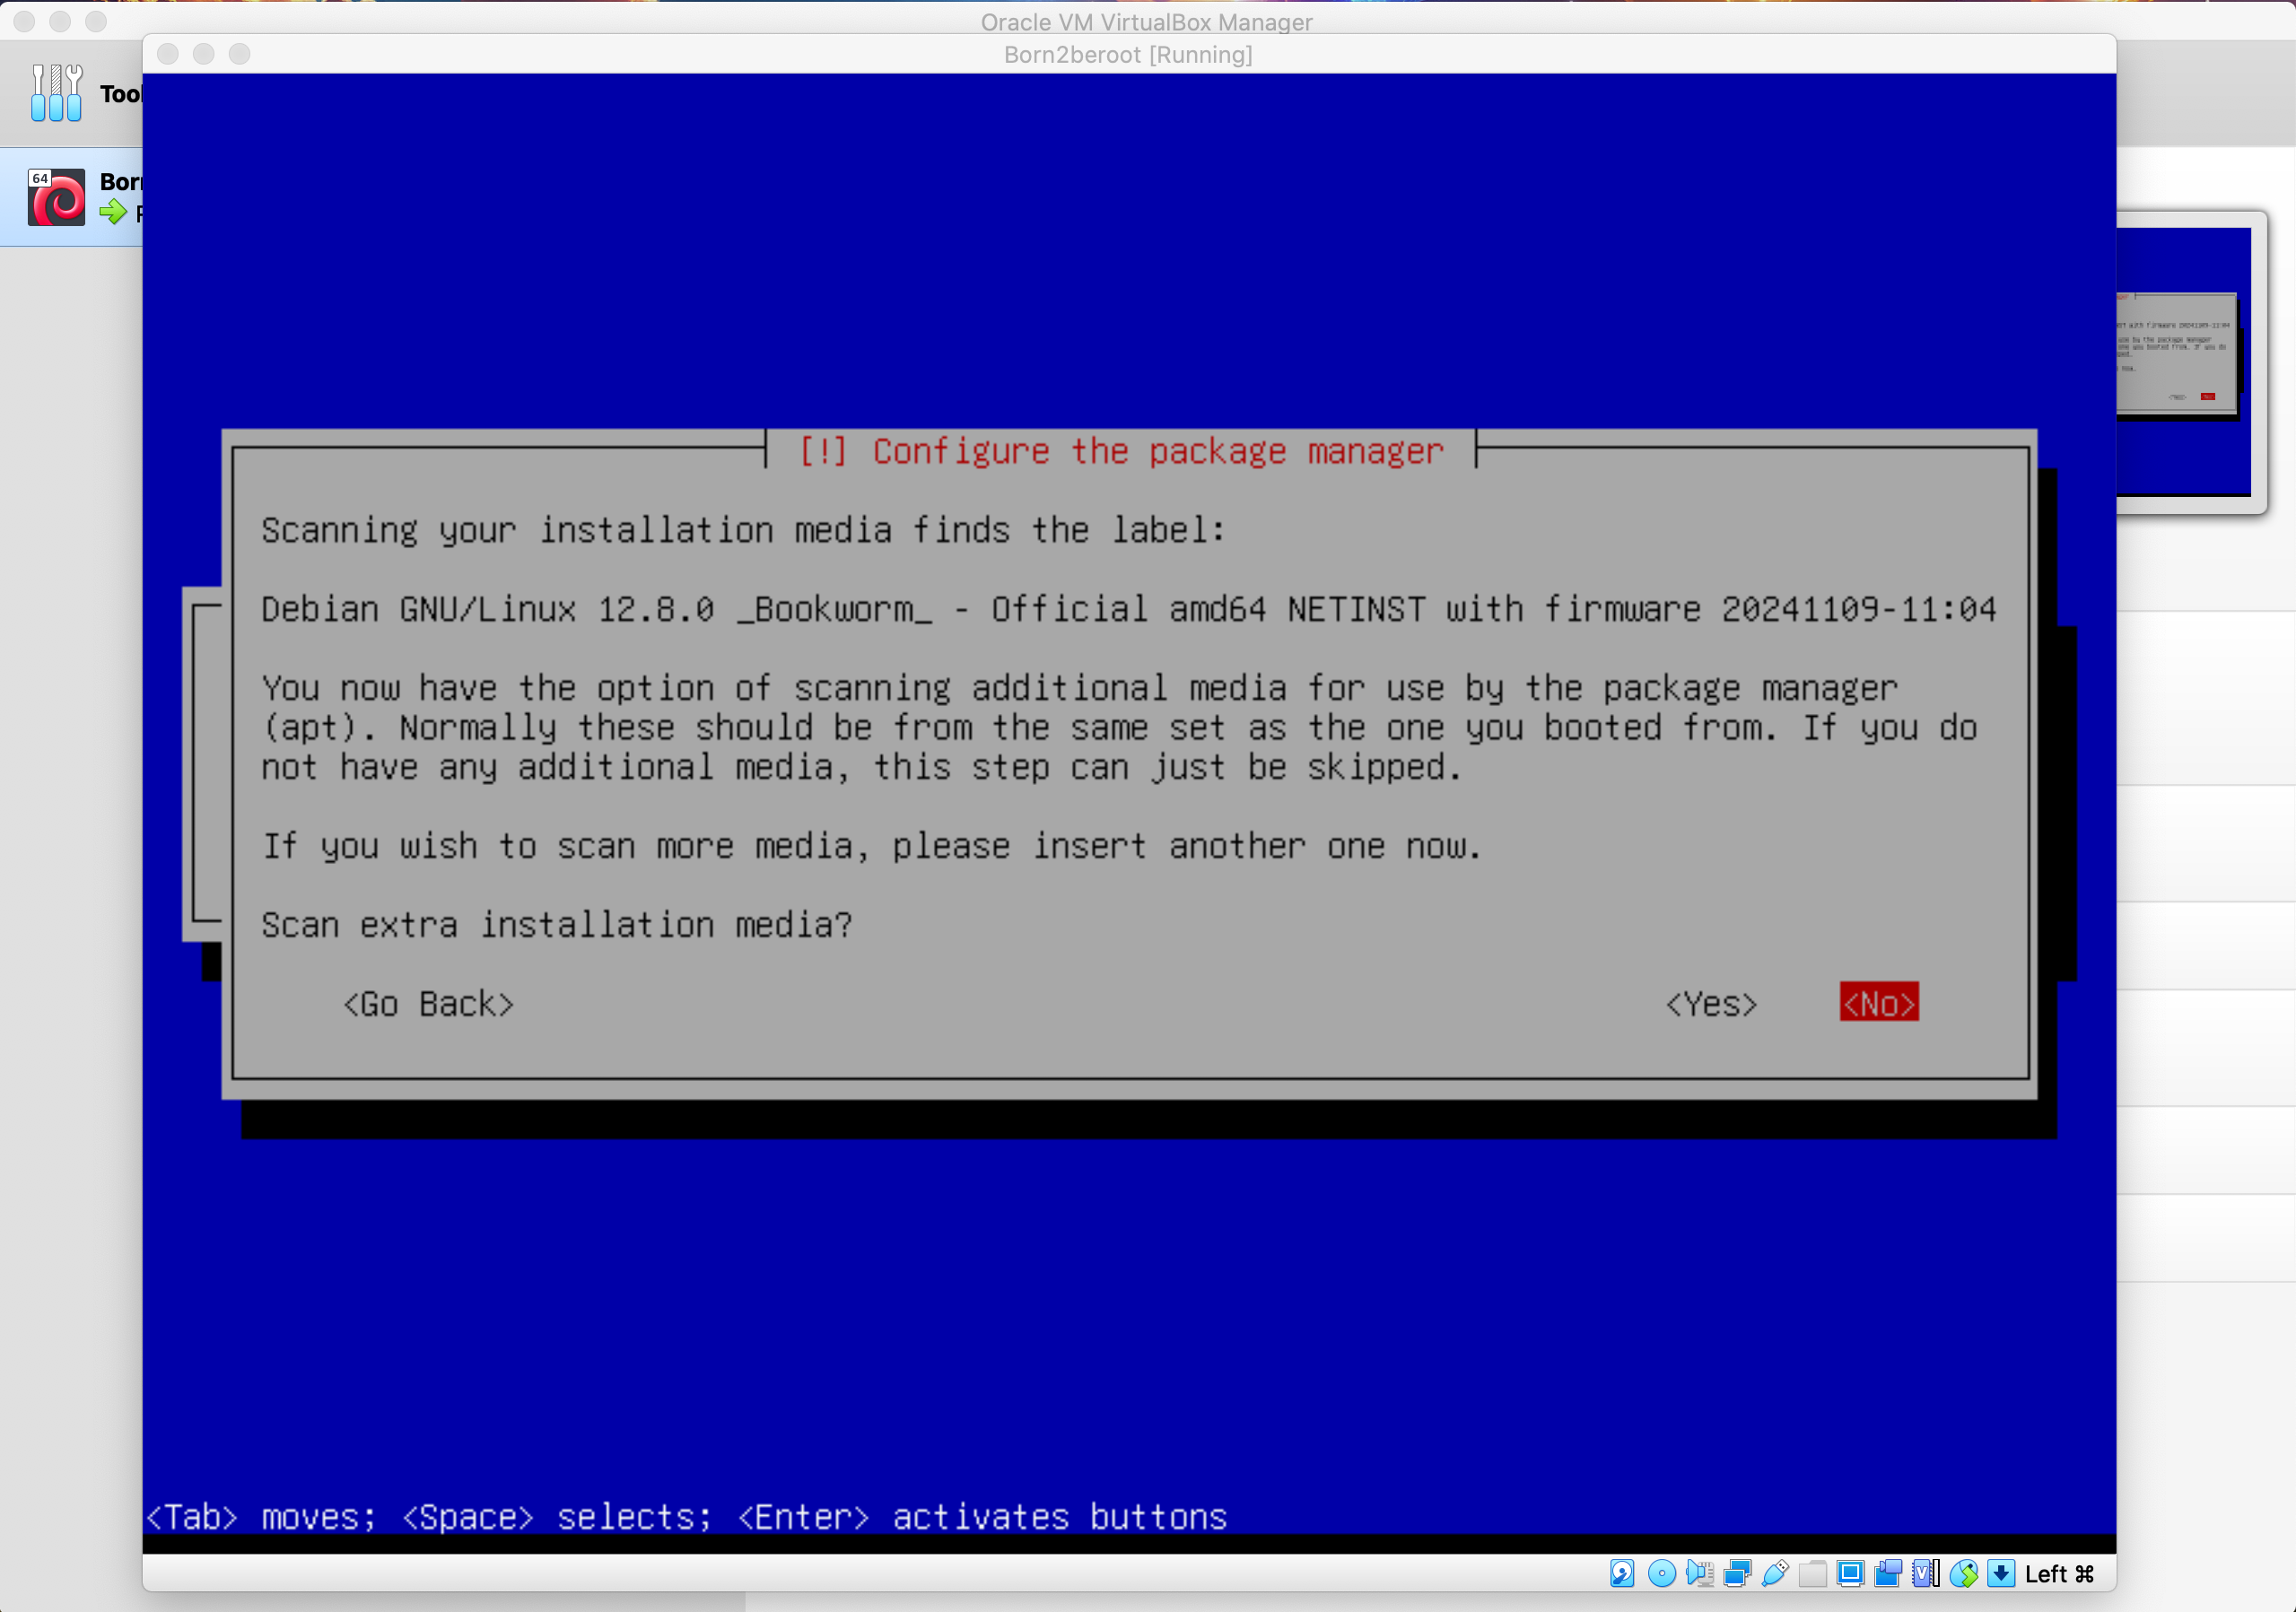 Oracle VM VirtualBox Manager
Born2beroot [Running]
[!] Configure the package manager
Scanning your installation media finds the label:
Debian GNU/Linux 12.8.0 _Bookworm_ - Official amd64 NETINST with firmware 20241109-11:04
You now have the option of scanning additional media for use by the package manager
(apt). Normally these should be from the same set as the one you booted from. If you do
not have any additional media, this step can just be skipped.
If you wish to scan more media, please insert another one now.
Scan extra installation media?
<Go Back> <Yes> <No>
<Tab> moves; <Space> selects; <Enter> activates buttons
Left ⌘
64